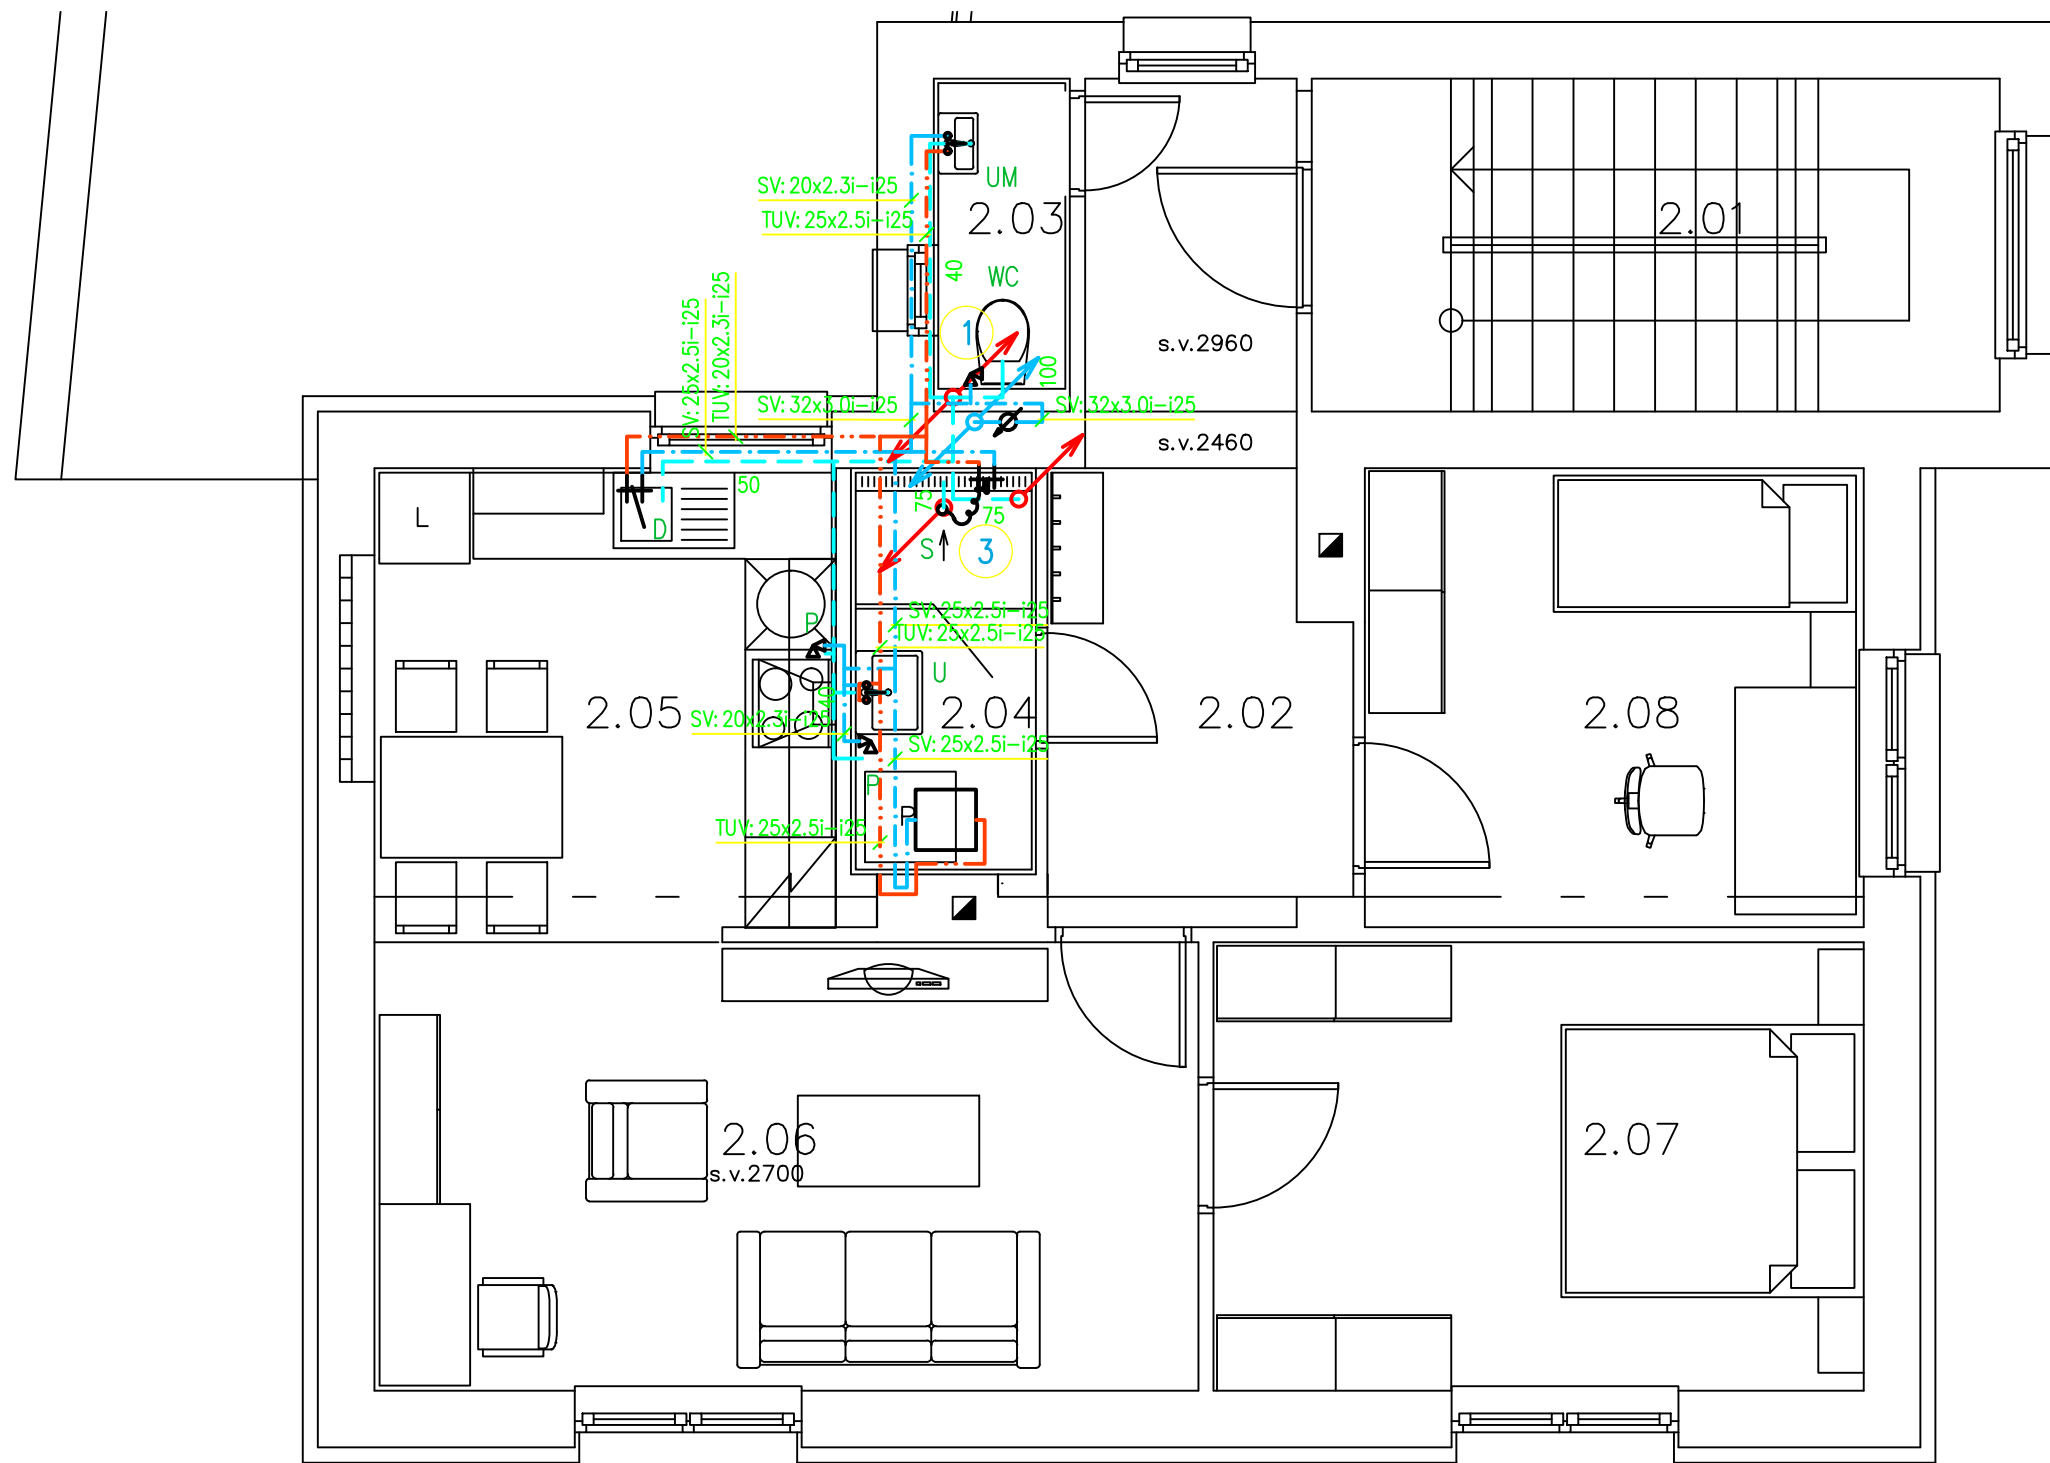 UM
SV: 20x2.3i-i25
2.03
2.01
TUV: 25x2.5i-i25
40
WC
1
SV: 25x2.5i-i25
TUV: 20x2.3i-i25
s.v.2960
100
SV: 32x3.0i-i25
SV: 32x3.0i-i25
s.v.2460
50
75
75
L
D
S
3
P
SV: 25x2.5i-i25
TUV: 25x2.5i-i25
U
2.05
40
2.04
2.02
2.08
SV: 20x2.3i-i25
SV: 25x2.5i-i25
P
P
TUV: 25x2.5i-i25
2.06
2.07
s.v.2700